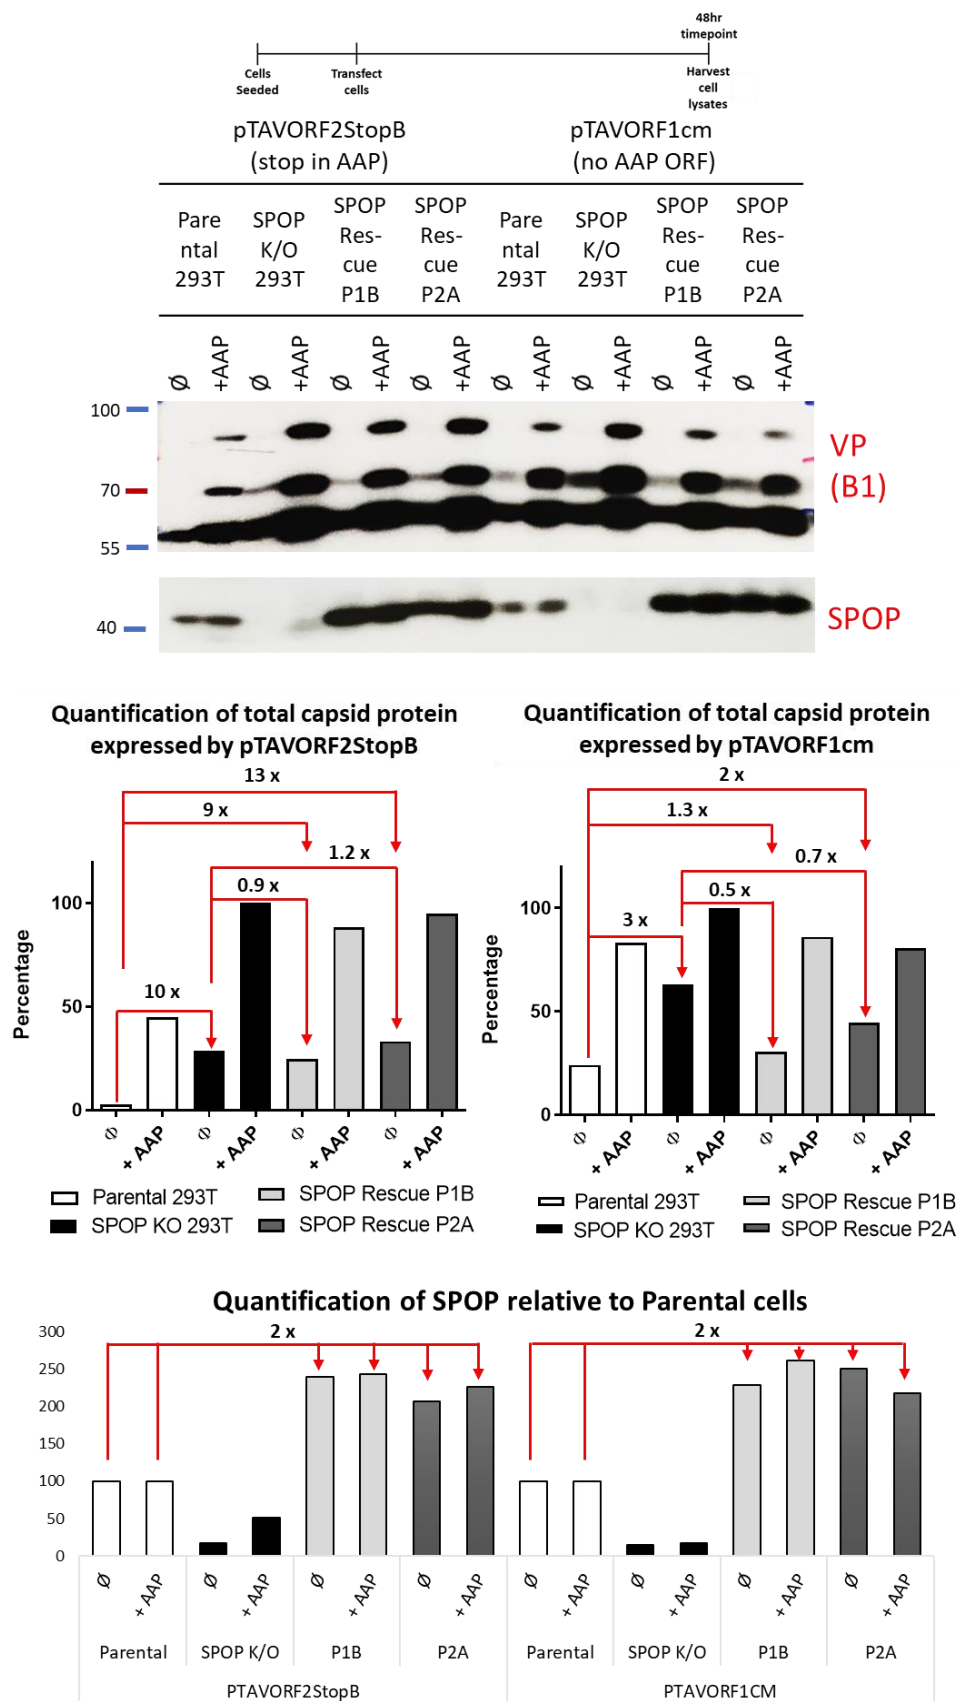 48hr
timepoint
Cells
Seeded
Transfect
cells
Harvest
cell
lysates
pTAVORF2StopB
(stop in AAP)
pTAVORF1cm
(no AAP ORF)
Pare
ntal
293T
SPOP
K/O
293T
SPOP
Res-
cue
P1B
SPOP
Res-
cue
P2A
Pare
ntal
293T
SPOP
K/O
293T
SPOP
Res-
cue
P1B
SPOP
Res-
cue
P2A
Ø +AAP Ø +AAP Ø +AAP Ø +AAP Ø +AAP Ø +AAP Ø +AAP Ø +AAP
100
70
55
VP
(B1)
40
SPOP
Quantification of total capsid protein
expressed by pTAVORF2StopB
13 x
9 x
1.2 x
0.9 x
10 x
Percentage
100
50
0
Φ + AAP Φ + AAP Φ + AAP Φ + AAP
Parental 293T
SPOP Rescue P1B
SPOP KO 293T
SPOP Rescue P2A
Quantification of total capsid protein
expressed by pTAVORF1cm
2 x
1.3 x
0.7 x
0.5 x
3 x
Percentage
100
50
0
Φ + AAP Φ + AAP Φ + AAP Φ + AAP
Parental 293T
SPOP Rescue P1B
SPOP KO 293T
SPOP Rescue P2A
Quantification of SPOP relative to Parental cells
300
250
200
150
100
50
0
2 x
2 x
Ø + AAP Ø + AAP Ø + AAP Ø + AAP Ø + AAP Ø + AAP Ø + AAP Ø + AAP
Parental SPOP K/O P1B P2A Parental SPOP K/O P1B P2A
PTAVORF2StopB PTAVORF1CM